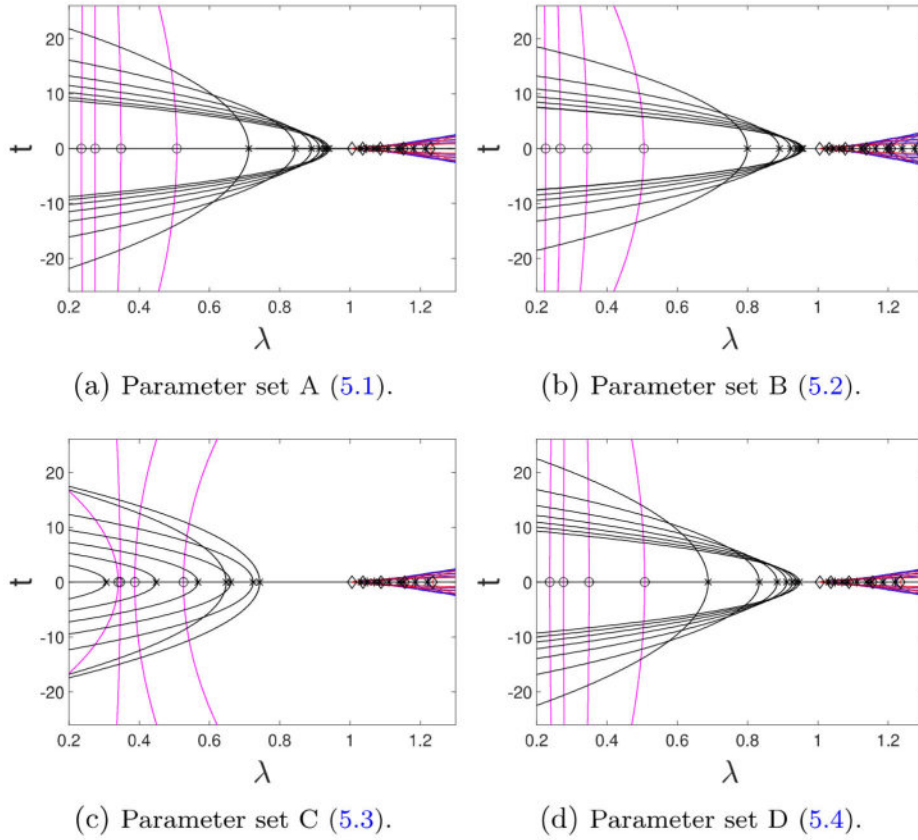 20
10
0
-10
-20
t
0.2 0.4 0.6 0.8 1 1.2
λ
(a) Parameter set A (5.1).
20
10
0
-10
-20
t
0.2 0.4 0.6 0.8 1 1.2
λ
(b) Parameter set B (5.2).
20
10
0
-10
-20
t
0.2 0.4 0.6 0.8 1 1.2
λ
(c) Parameter set C (5.3).
20
10
0
-10
-20
t
0.2 0.4 0.6 0.8 1 1.2
λ
(d) Parameter set D (5.4).